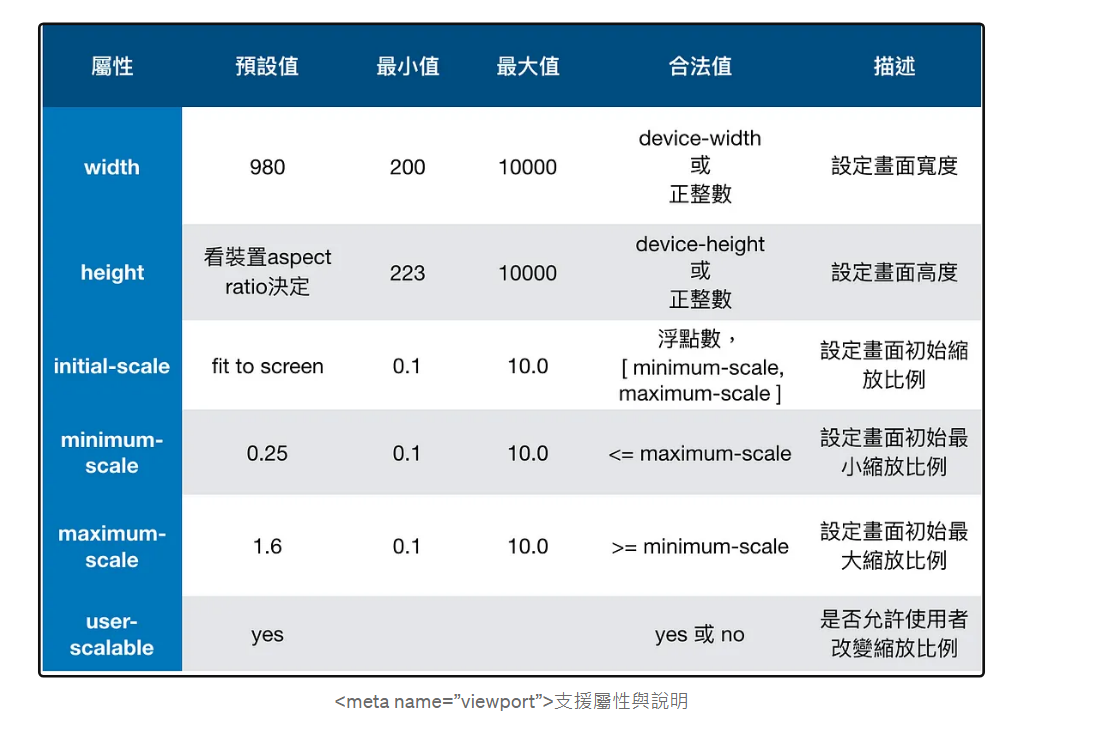 屬性 預設值 最小值 最大值 合法值 描述
width 980 200 10000 device-width
或
正整數 設定畫面寬度
height 看裝置aspect
ratio決定 223 10000 device-height
或
正整數 設定畫面高度
initial-scale fit to screen 0.1 10.0 浮點數，
[ minimum-scale,
maximum-scale ] 設定畫面初始縮
放比例
minimum-
scale 0.25 0.1 10.0 <= maximum-scale 設定畫面初始最
小縮放比例
maximum-
scale 1.6 0.1 10.0 >= minimum-scale 設定畫面初始最
大縮放比例
user-
scalable yes yes 或 no 是否允許使用者
改變縮放比例
<meta name=”viewport”>支援屬性與說明